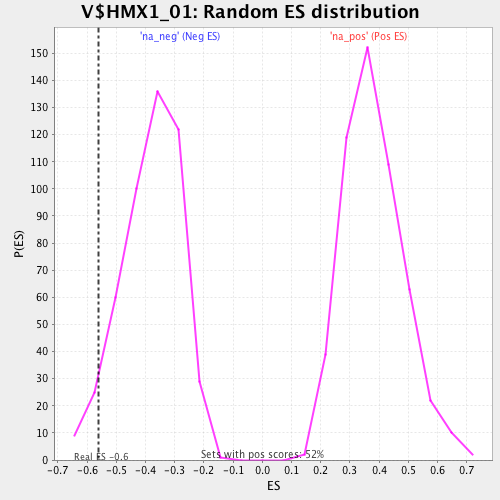 V$HMX1_01: Random ES distribution
'na_neg' (Neg ES)
'na_pos' (Pos ES)
P(ES)
150
140
130
120
110
100
90
80
70
60
50
40
30
20
10
0
Real ES -0.6
Sets with pos scores: 52%
-0.7 -0.6 -0.5 -0.4 -0.3 -0.2 -0.1 0.0 0.1 0.2 0.3 0.4 0.5 0.6 0.7
ES